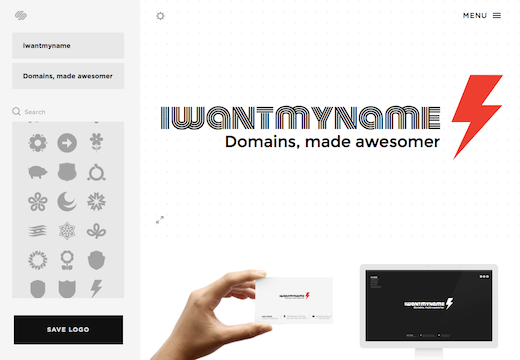 iwantmyname
Domains, made awesomer
Search
SAVE LOGO
MENU
IWANTMYNAME
Domains, made awesomer
IWANTMYNAME
IWANTMYNAME
Domains, made awesomer